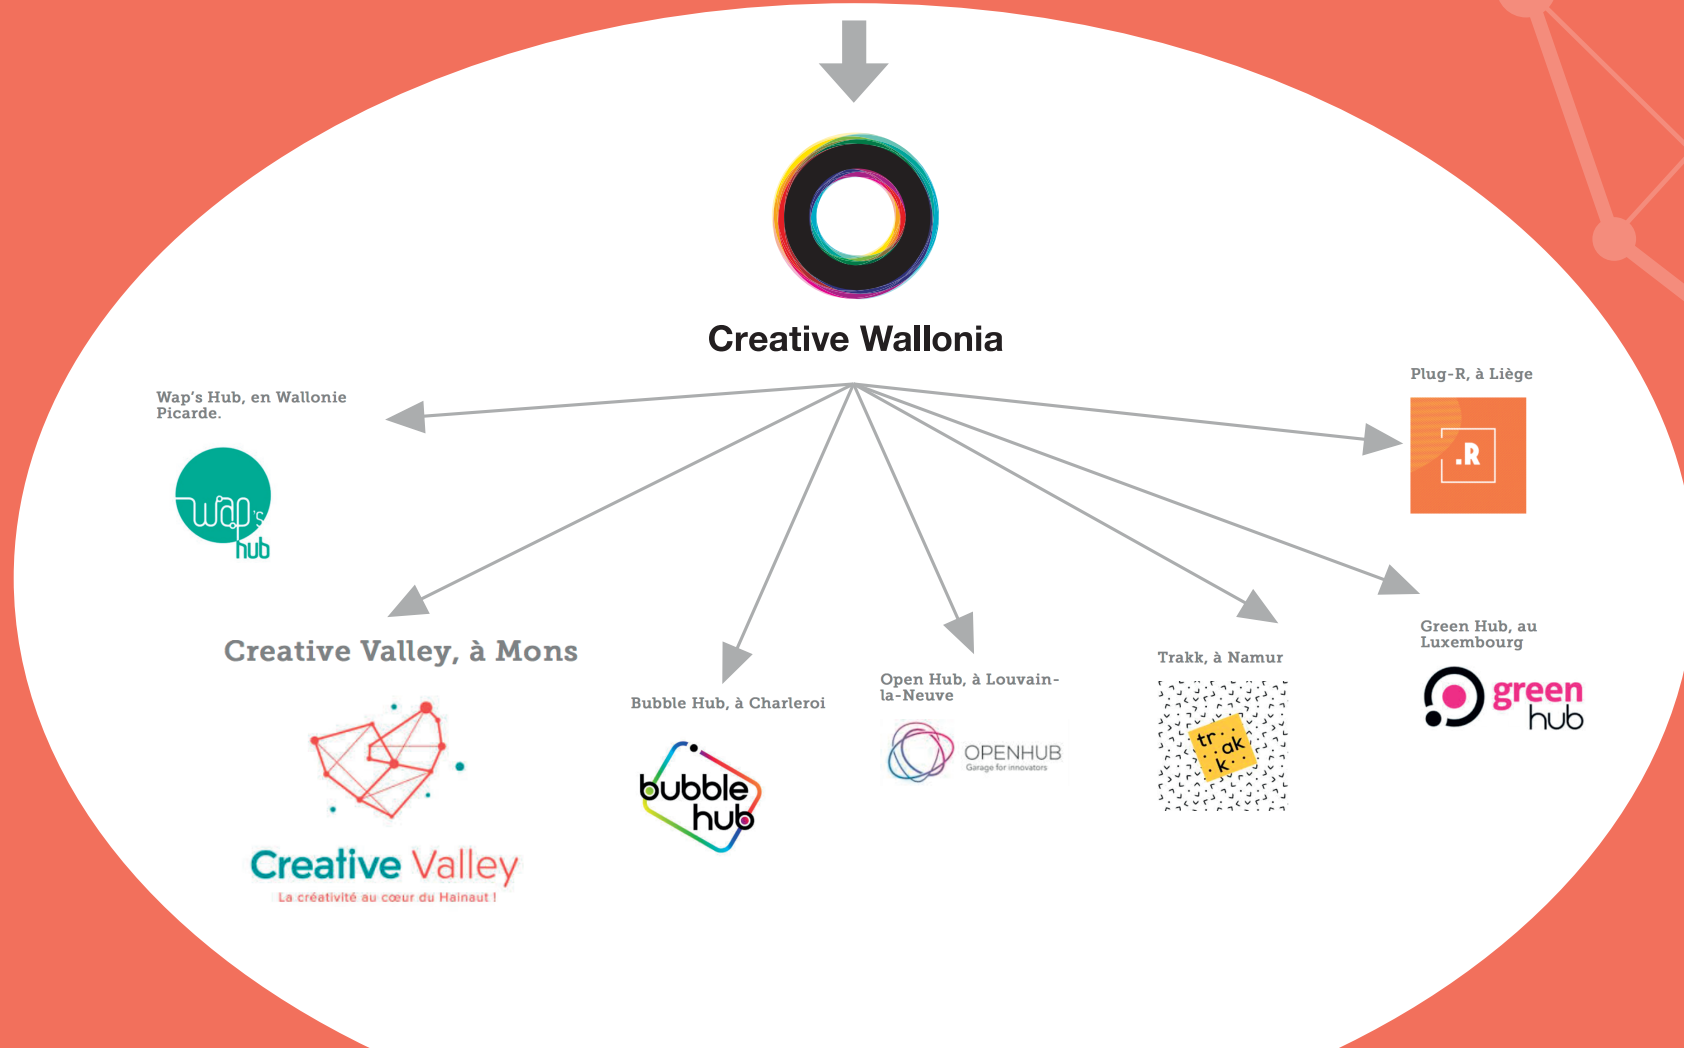 Creative Wallonia
Wap's Hub, en Wallonie
Picarde.
wap's
hub
Plug-R, à Liège
.R
Creative Valley, à Mons
Creative Valley
La créativité au cœur du Hainaut !
Bubble Hub, à Charleroi
bubble
hub
Open Hub, à Louvain-
la-Neuve
OPENHUB
Garage for innovators
Trakk, à Namur
tr..
.ak
k.
Green Hub, au
Luxembourg
green
hub